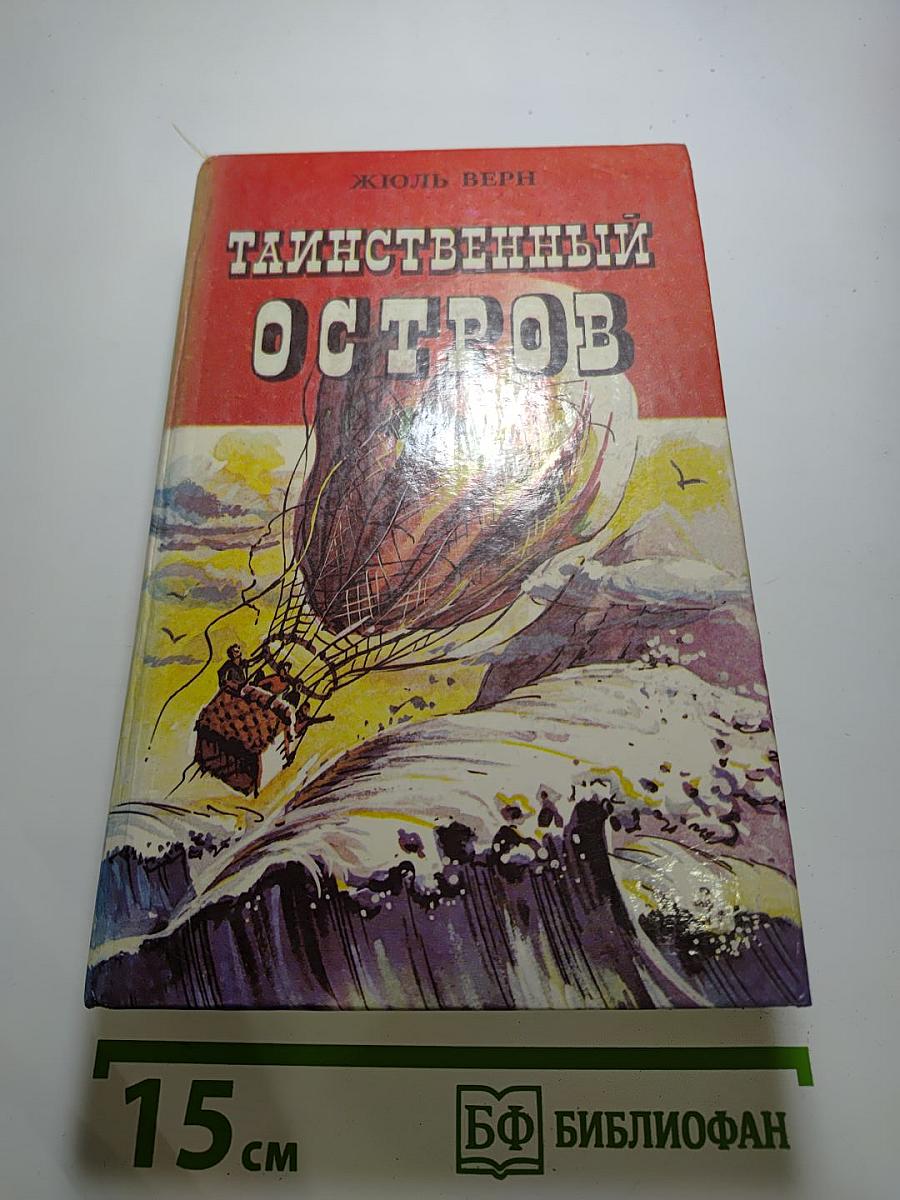 ЖЮЛЬ ВЕРН
ТАИНСТВЕННЫЙ
ОСТРОВ
15 см
БФ БИБЛИОФАН